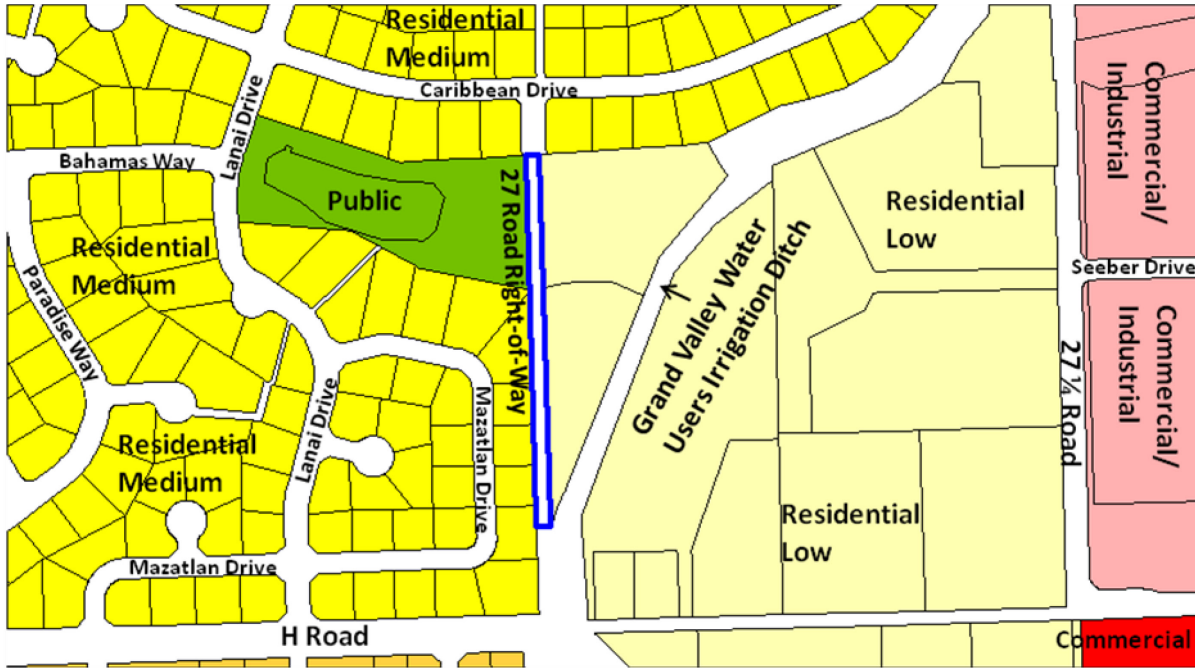 Residential
Medium
Caribbean Drive
Lanai Drive
Commercial/
Industrial
Bahamas Way
Public
27 Road Right-of-Way
Residential
Low
Residential
Medium
Grand Valley Water
Users Irrigation Ditch
Seeber Drive
Paradise Way
27 ¼ Road
Commercial/
Industrial
Mazatlan Drive
Lanai Drive
Residential
Medium
Residential
Low
Mazatlan Drive
H Road
Commercial